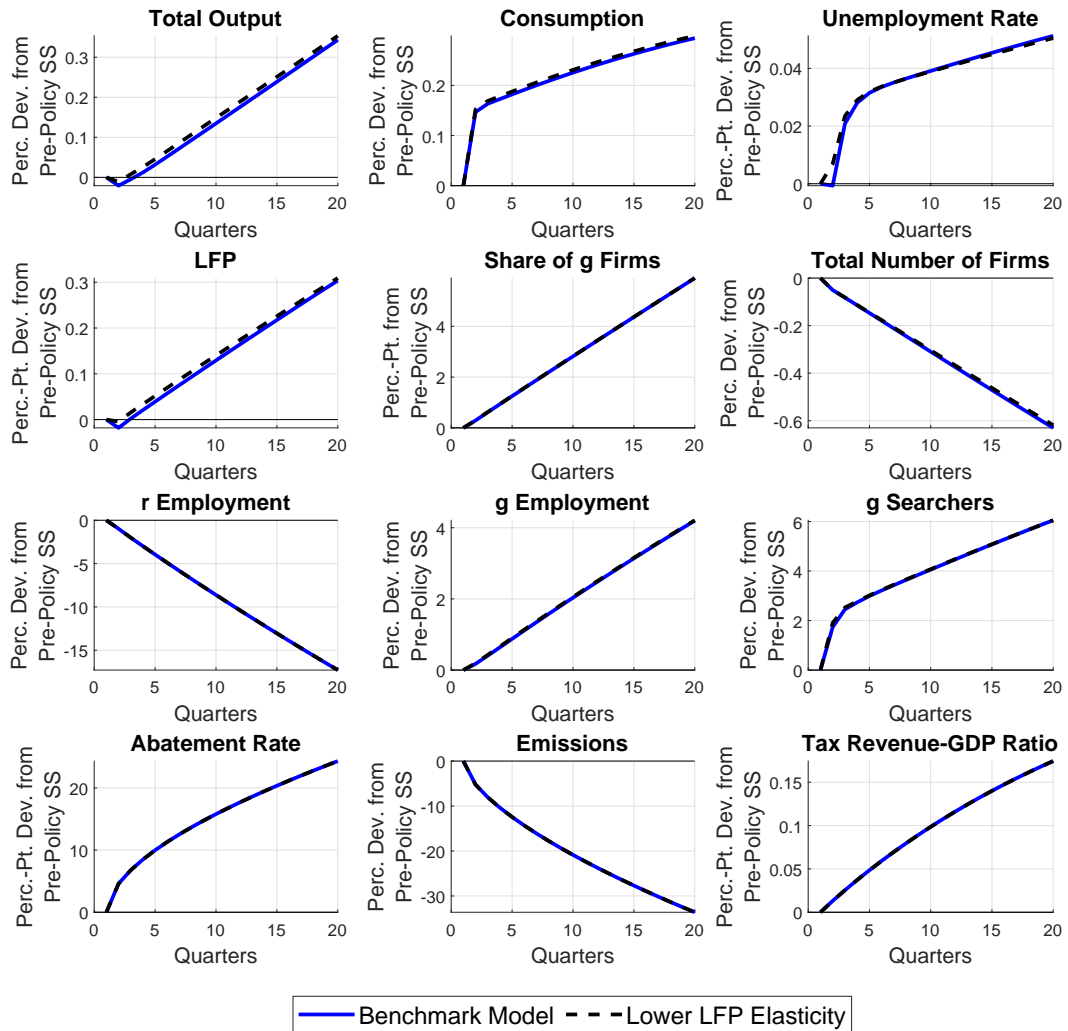 Total Output
Perc. Dev. from
Pre-Policy SS
0.3
0.2
0.1
0
0 5 10 15 20
Quarters
Consumption
Perc. Dev. from
Pre-Policy SS
0.2
0.1
0
0 5 10 15 20
Quarters
Unemployment Rate
Perc.-Pt. Dev. from
Pre-Policy SS
0.04
0.02
0
0 5 10 15 20
Quarters
LFP
Perc.-Pt. Dev. from
Pre-Policy SS
0.3
0.2
0.1
0
0 5 10 15 20
Quarters
Share of g Firms
Perc.-Pt. from
Pre-Policy SS
4
2
0
0 5 10 15 20
Quarters
Total Number of Firms
Perc. Dev. from
Pre-Policy SS
0
-0.2
-0.4
-0.6
0 5 10 15 20
Quarters
r Employment
Perc. Dev. from
Pre-Policy SS
0
-5
-10
-15
0 5 10 15 20
Quarters
g Employment
Perc. Dev. from
Pre-Policy SS
4
2
0
0 5 10 15 20
Quarters
g Searchers
Perc. Dev. from
Pre-Policy SS
6
4
2
0
0 5 10 15 20
Quarters
Abatement Rate
Perc.-Pt. Dev. from
Pre-Policy SS
20
10
0
0 5 10 15 20
Quarters
Emissions
Perc. Dev. from
Pre-Policy SS
0
-10
-20
-30
0 5 10 15 20
Quarters
Tax Revenue-GDP Ratio
Perc.-Pt. Dev. from
Pre-Policy SS
0.15
0.1
0.05
0
0 5 10 15 20
Quarters
Benchmark Model Lower LFP Elasticity